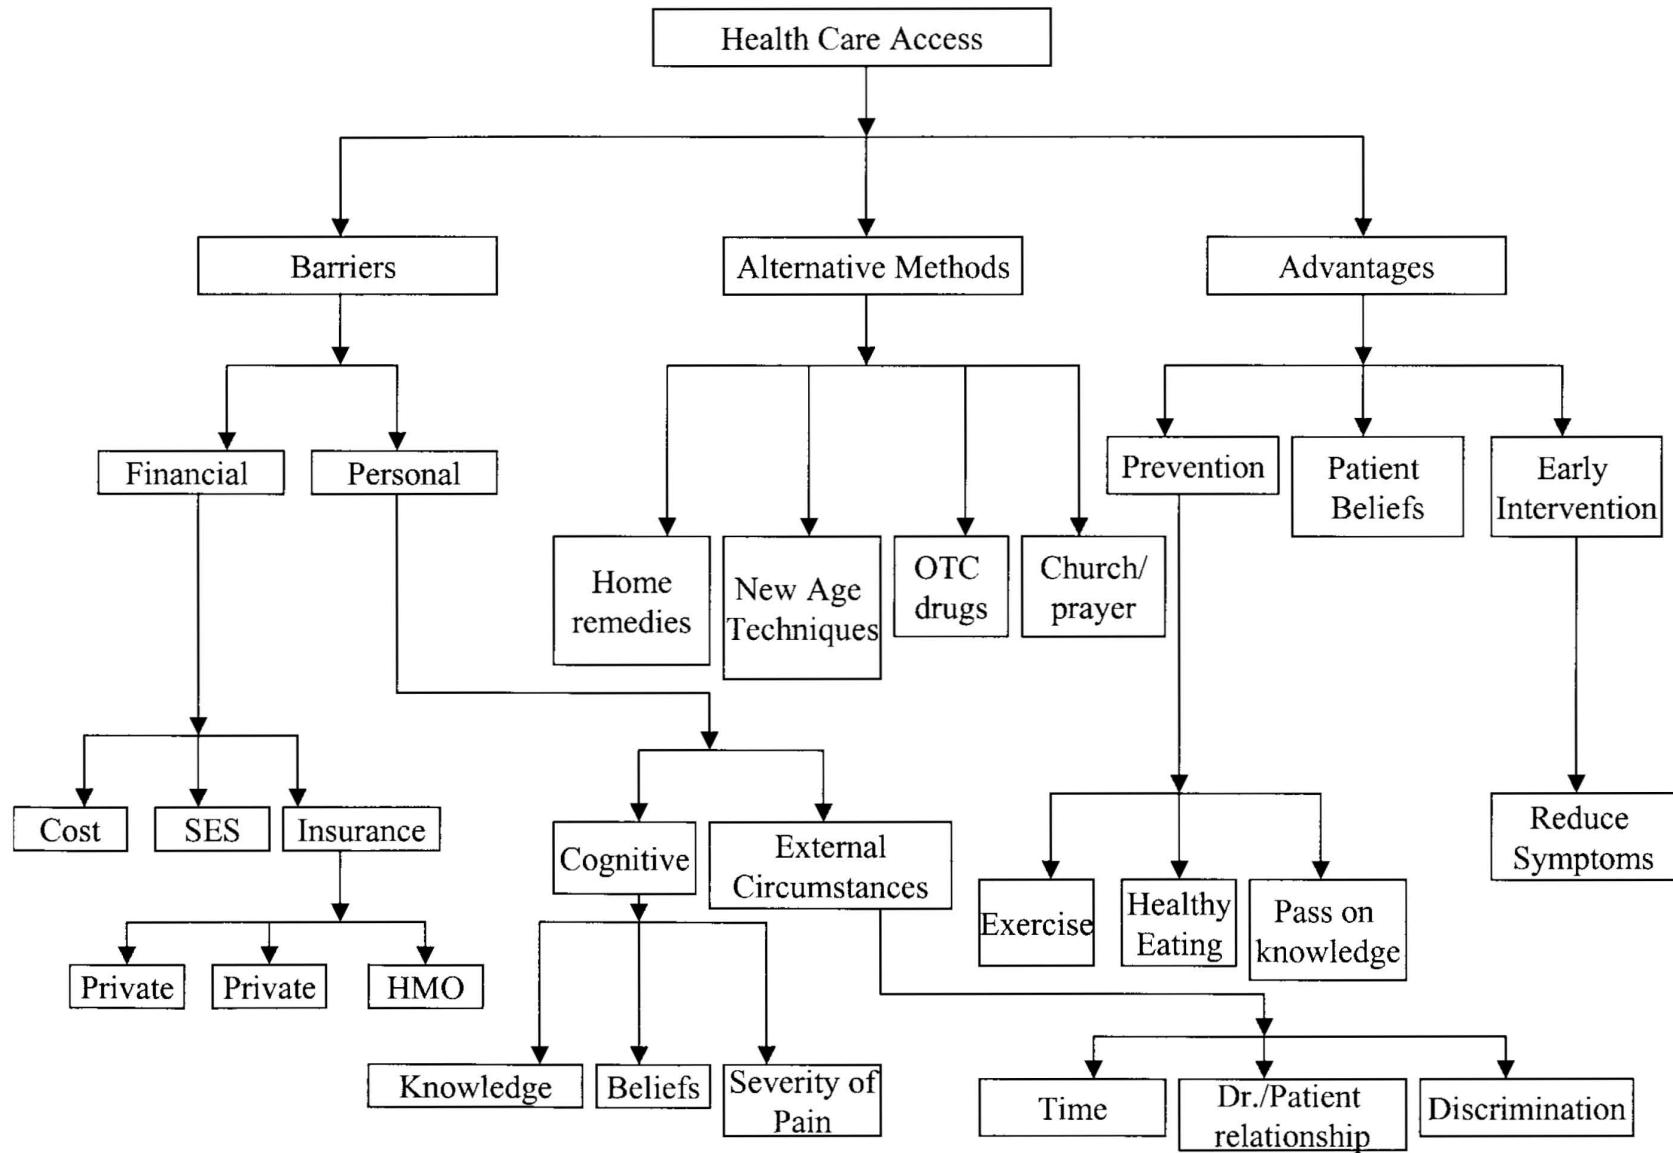 Health Care Access
Barriers
Alternative Methods
Advantages
Financial
Personal
Prevention
Patient
Beliefs
Early
Intervention
Home
remedies
New Age
Techniques
OTC
drugs
Church/
prayer
Cost
SES
Insurance
Cognitive
External
Circumstances
Reduce
Symptoms
Exercise
Healthy
Eating
Pass on
knowledge
Private
Private
HMO
Knowledge
Beliefs
Severity of
Pain
Time
Dr./Patient
relationship
Discrimination